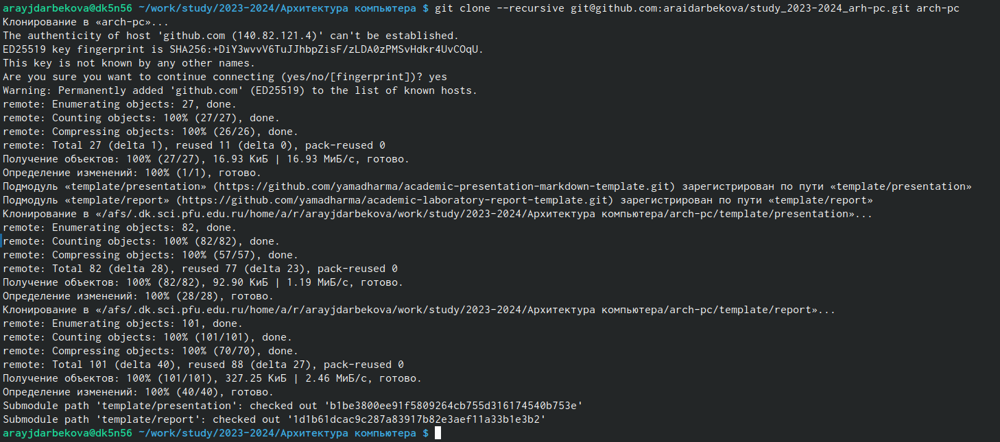 arayjdarbekova@dk5n56 ~/work/study/2023-2024/Архитектура компьютера $ git clone --recursive git@github.com:araidarbekova/study_2023-2024_arh-pc.git arch-pc
Клонирование в «arch-pc»...
The authenticity of host 'github.com (140.82.121.4)' can't be established.
ED25519 key fingerprint is SHA256:+DiY3wvvV6TuJJhbpZisF/zLDA0zPMSvHdkr4UvCOqU.
This key is not known by any other names.
Are you sure you want to continue connecting (yes/no/[fingerprint])? yes
Warning: Permanently added 'github.com' (ED25519) to the list of known hosts.
remote: Enumerating objects: 27, done.
remote: Counting objects: 100% (27/27), done.
remote: Compressing objects: 100% (26/26), done.
remote: Total 27 (delta 1), reused 11 (delta 0), pack-reused 0
Получение объектов: 100% (27/27), 16.93 КиБ | 16.93 МиБ/с, готово.
Определение изменений: 100% (1/1), готово.
Подмодуль «template/presentation» (https://github.com/yamadharma/academic-presentation-markdown-template.git) зарегистрирован по пути «template/presentation»
Подмодуль «template/report» (https://github.com/yamadharma/academic-laboratory-report-template.git) зарегистрирован по пути «template/report»
Клонирование в «/afs/.dk.sci.pfu.edu.ru/home/a/r/arayjdarbekova/work/study/2023-2024/Архитектура компьютера/arch-pc/template/presentation»...
remote: Enumerating objects: 82, done.
remote: Counting objects: 100% (82/82), done.
remote: Compressing objects: 100% (57/57), done.
remote: Total 82 (delta 28), reused 77 (delta 23), pack-reused 0
Получение объектов: 100% (82/82), 92.90 КиБ | 1.19 МиБ/с, готово.
Определение изменений: 100% (28/28), готово.
Клонирование в «/afs/.dk.sci.pfu.edu.ru/home/a/r/arayjdarbekova/work/study/2023-2024/Архитектура компьютера/arch-pc/template/report»...
remote: Enumerating objects: 101, done.
remote: Counting objects: 100% (101/101), done.
remote: Compressing objects: 100% (70/70), done.
remote: Total 101 (delta 40), reused 88 (delta 27), pack-reused 0
Получение объектов: 100% (101/101), 327.25 КиБ | 2.46 МиБ/с, готово.
Определение изменений: 100% (40/40), готово.
Submodule path 'template/presentation': checked out 'b1be3800ee91f5809264cb755d316174540b753e'
Submodule path 'template/report': checked out '1d1b61dcac9c287a83917b82e3aef11a33b1e3b2'
arayjdarbekova@dk5n56 ~/work/study/2023-2024/Архитектура компьютера $